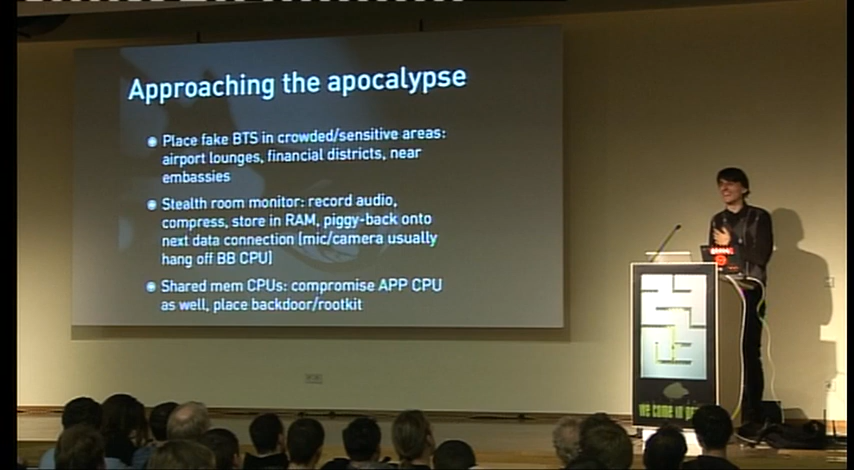 Approaching the apocalypse
Place fake BTS in crowded/sensitive areas:
airport lounges, financial districts, near
embassies
Stealth room monitor: record audio,
compress, store in RAM, piggy-back onto
next data connection (mic/camera usually
hang off BB CPU)
Shared mem CPUs: compromise APP CPU
as well, place backdoor/rootkit
we come in